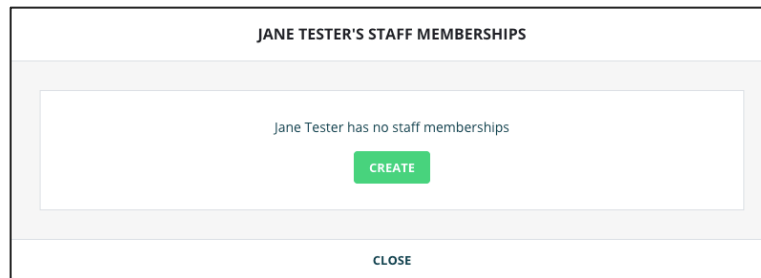 JANE TESTER'S STAFF MEMBERSHIPS
Jane Tester has no staff memberships
CREATE
CLOSE